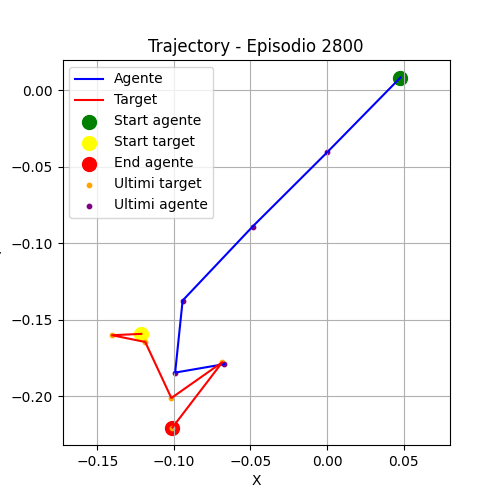 Trajectory - Episodio 2800
Agente
Target
Start agente
Start target
End agente
Ultimi target
Ultimi agente
0.00
−0.05
−0.10
−0.15
−0.20
−0.15
−0.10
−0.05
0.00
0.05
X